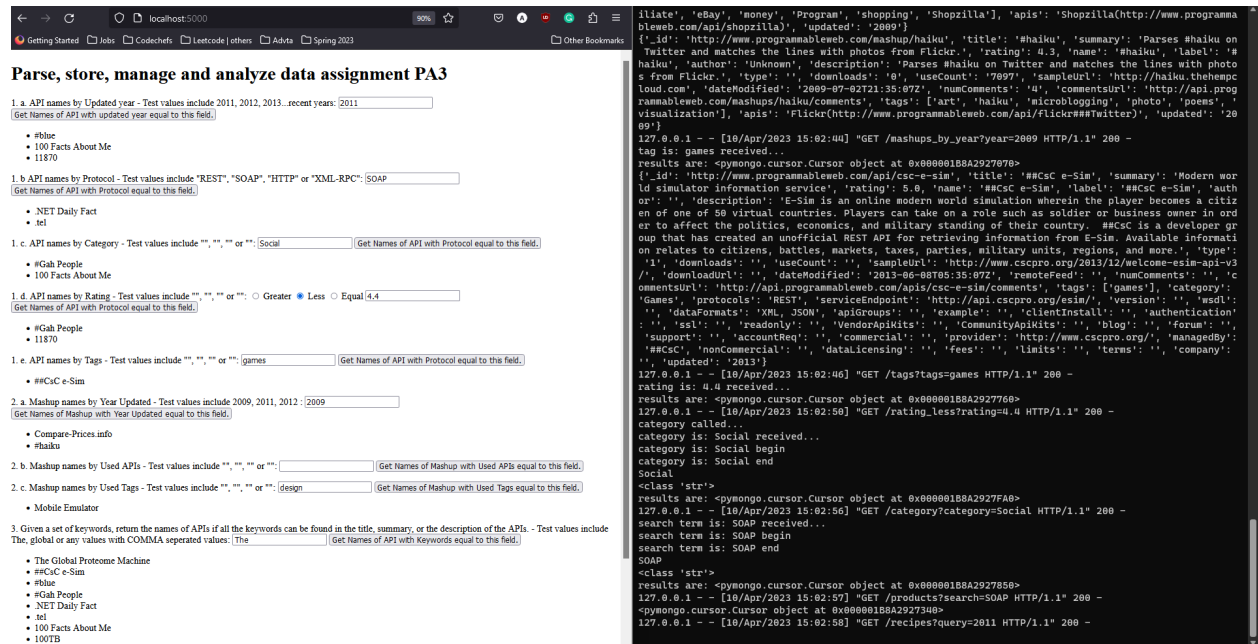 localhost:5000
90%
Getting Started Jobs Codechefs Leetcode | others Advta Spring 2023 Other Bookmarks
Parse, store, manage and analyze data assignment PA3
1. a. API names by Updated year - Test values include 2011, 2012, 2013...recent years: 2011
Get Names of API with updated year equal to this field.
#blue
100 Facts About Me
11870
1. b API names by Protocol - Test values include "REST", "SOAP", "HTTP" or "XML-RPC": SOAP
Get Names of API with Protocol equal to this field.
.NET Daily Fact
.tel
1. c. API names by Category - Test values include "", "", "" or "": Social Get Names of API with Protocol equal to this field.
#Gah People
100 Facts About Me
1. d. API names by Rating - Test values include "", "", "" or "": Greater Less Equal 4.4
Get Names of API with Protocol equal to this field.
#Gah People
11870
1. e. API names by Tags - Test values include "", "", "" or "": games Get Names of API with Protocol equal to this field.
##CsC e-Sim
2. a. Mashup names by Year Updated - Test values include 2009, 2011, 2012 : 2009
Get Names of Mashup with Year Updated equal to this field.
Compare-Prices.info
#haiku
2. b. Mashup names by Used APIs - Test values include "", "", "" or "": Get Names of Mashup with Used APIs equal to this field.
2. c. Mashup names by Used Tags - Test values include "", "", "" or "": design Get Names of Mashup with Used Tags equal to this field.
Mobile Emulator
3. Given a set of keywords, return the names of APIs if all the keywords can be found in the title, summary, or the description of the APIs. - Test values include
The, global or any values with COMMA seperated values: The Get Names of API with Keywords equal to this field.
The Global Proteome Machine
##CsC e-Sim
#blue
#Gah People
.NET Daily Fact
.tel
100 Facts About Me
100TB
iliate', 'eBay', 'money', 'Program', 'shopping', 'Shopzilla'], 'apis': 'Shopzilla(http://www.programma
bleweb.com/api/shopzilla)', 'updated': '2009'}
{'_id': 'http://www.programmableweb.com/mashup/haiku', 'title': '#haiku', 'summary': 'Parses #haiku on
Twitter and matches the lines with photos from Flickr.', 'rating': 4.3, 'name': '#haiku', 'label': '#
haiku', 'author': 'Unknown', 'description': 'Parses #haiku on Twitter and matches the lines with photo
s from Flickr.', 'type': '', 'downloads': '0', 'useCount': '7097', 'sampleUrl': 'http://haiku.thehempc
loud.com', 'dateModified': '2009-07-02T21:35:07Z', 'numComments': '4', 'commentsUrl': 'http://api.prog
rammableweb.com/mashups/haiku/comments', 'tags': ['art', 'haiku', 'microblogging', 'photo', 'poems', '
visualization'], 'apis': 'Flickr(http://www.programmableweb.com/api/flickr###Twitter)', 'updated': '20
09'}
127.0.0.1 - - [10/Apr/2023 15:02:44] "GET /mashups_by_year?year=2009 HTTP/1.1" 200 -
tag is: games received...
results are: <pymongo.cursor.Cursor object at 0x000001B8A2927070>
{'_id': 'http://www.programmableweb.com/api/csc-e-sim', 'title': '##CsC e-Sim', 'summary': 'Modern wor
ld simulator information service', 'rating': 5.0, 'name': '##CsC e-Sim', 'label': '##CsC e-Sim', 'auth
or': '', 'description': 'E-Sim is an online modern world simulation wherein the player becomes a citiz
en of one of 50 virtual countries. Players can take on a role such as soldier or business owner in ord
er to affect the politics, economics, and military standing of their country.  ##CsC is a developer gr
oup that has created an unofficial REST API for retrieving information from E-Sim. Available informati
on relates to citizens, battles, markets, taxes, parties, military units, regions, and more.', 'type':
'1', 'downloads': '', 'useCount': '', 'sampleUrl': 'http://www.cscpro.org/2013/12/welcome-esim-api-v3
/', 'downloadUrl': '', 'dateModified': '2013-06-08T05:35:07Z', 'remoteFeed': '', 'numComments': '', 'c
ommentsUrl': 'http://api.programmableweb.com/apis/csc-e-sim/comments', 'tags': ['games'], 'category':
'Games', 'protocols': 'REST', 'serviceEndpoint': 'http://api.cscpro.org/esim/', 'version': '', 'wsdl':
'', 'dataFormats': 'XML, JSON', 'apiGroups': '', 'example': '', 'clientInstall': '', 'authentication'
: '', 'ssl': '', 'readonly': '', 'VendorApiKits': '', 'CommunityApiKits': '', 'blog': '', 'forum': '',
'support': '', 'accountReq': '', 'commercial': '', 'provider': 'http://www.cscpro.org/', 'managedBy':
'##CsC', 'nonCommercial': '', 'dataLicensing': '', 'fees': '', 'limits': '', 'terms': '', 'company':
'', 'updated': '2013'}
127.0.0.1 - - [10/Apr/2023 15:02:46] "GET /tags?tags=games HTTP/1.1" 200 -
rating is: 4.4 received...
results are: <pymongo.cursor.Cursor object at 0x000001B8A2927760>
127.0.0.1 - - [10/Apr/2023 15:02:50] "GET /rating_less?rating=4.4 HTTP/1.1" 200 -
category called...
category is: Social received...
category is: Social begin
category is: Social end
Social
<class 'str'>
results are: <pymongo.cursor.Cursor object at 0x000001B8A2927FA0>
127.0.0.1 - - [10/Apr/2023 15:02:56] "GET /category?category=Social HTTP/1.1" 200 -
search term is: SOAP received...
search term is: SOAP begin
search term is: SOAP end
SOAP
<class 'str'>
results are: <pymongo.cursor.Cursor object at 0x000001B8A2927850>
127.0.0.1 - - [10/Apr/2023 15:02:57] "GET /products?search=SOAP HTTP/1.1" 200 -
<pymongo.cursor.Cursor object at 0x000001B8A2927340>
127.0.0.1 - - [10/Apr/2023 15:02:58] "GET /recipes?query=2011 HTTP/1.1" 200 -